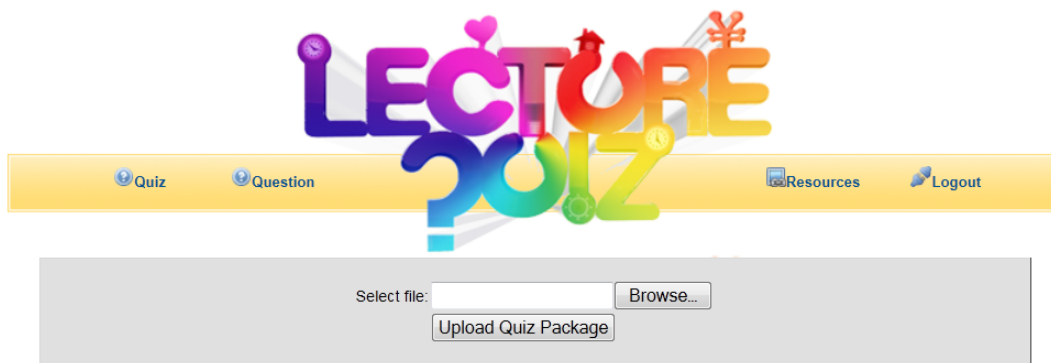 LECTURE
QUIZ
Quiz Question Resources Logout
Select file: Browse...
Upload Quiz Package